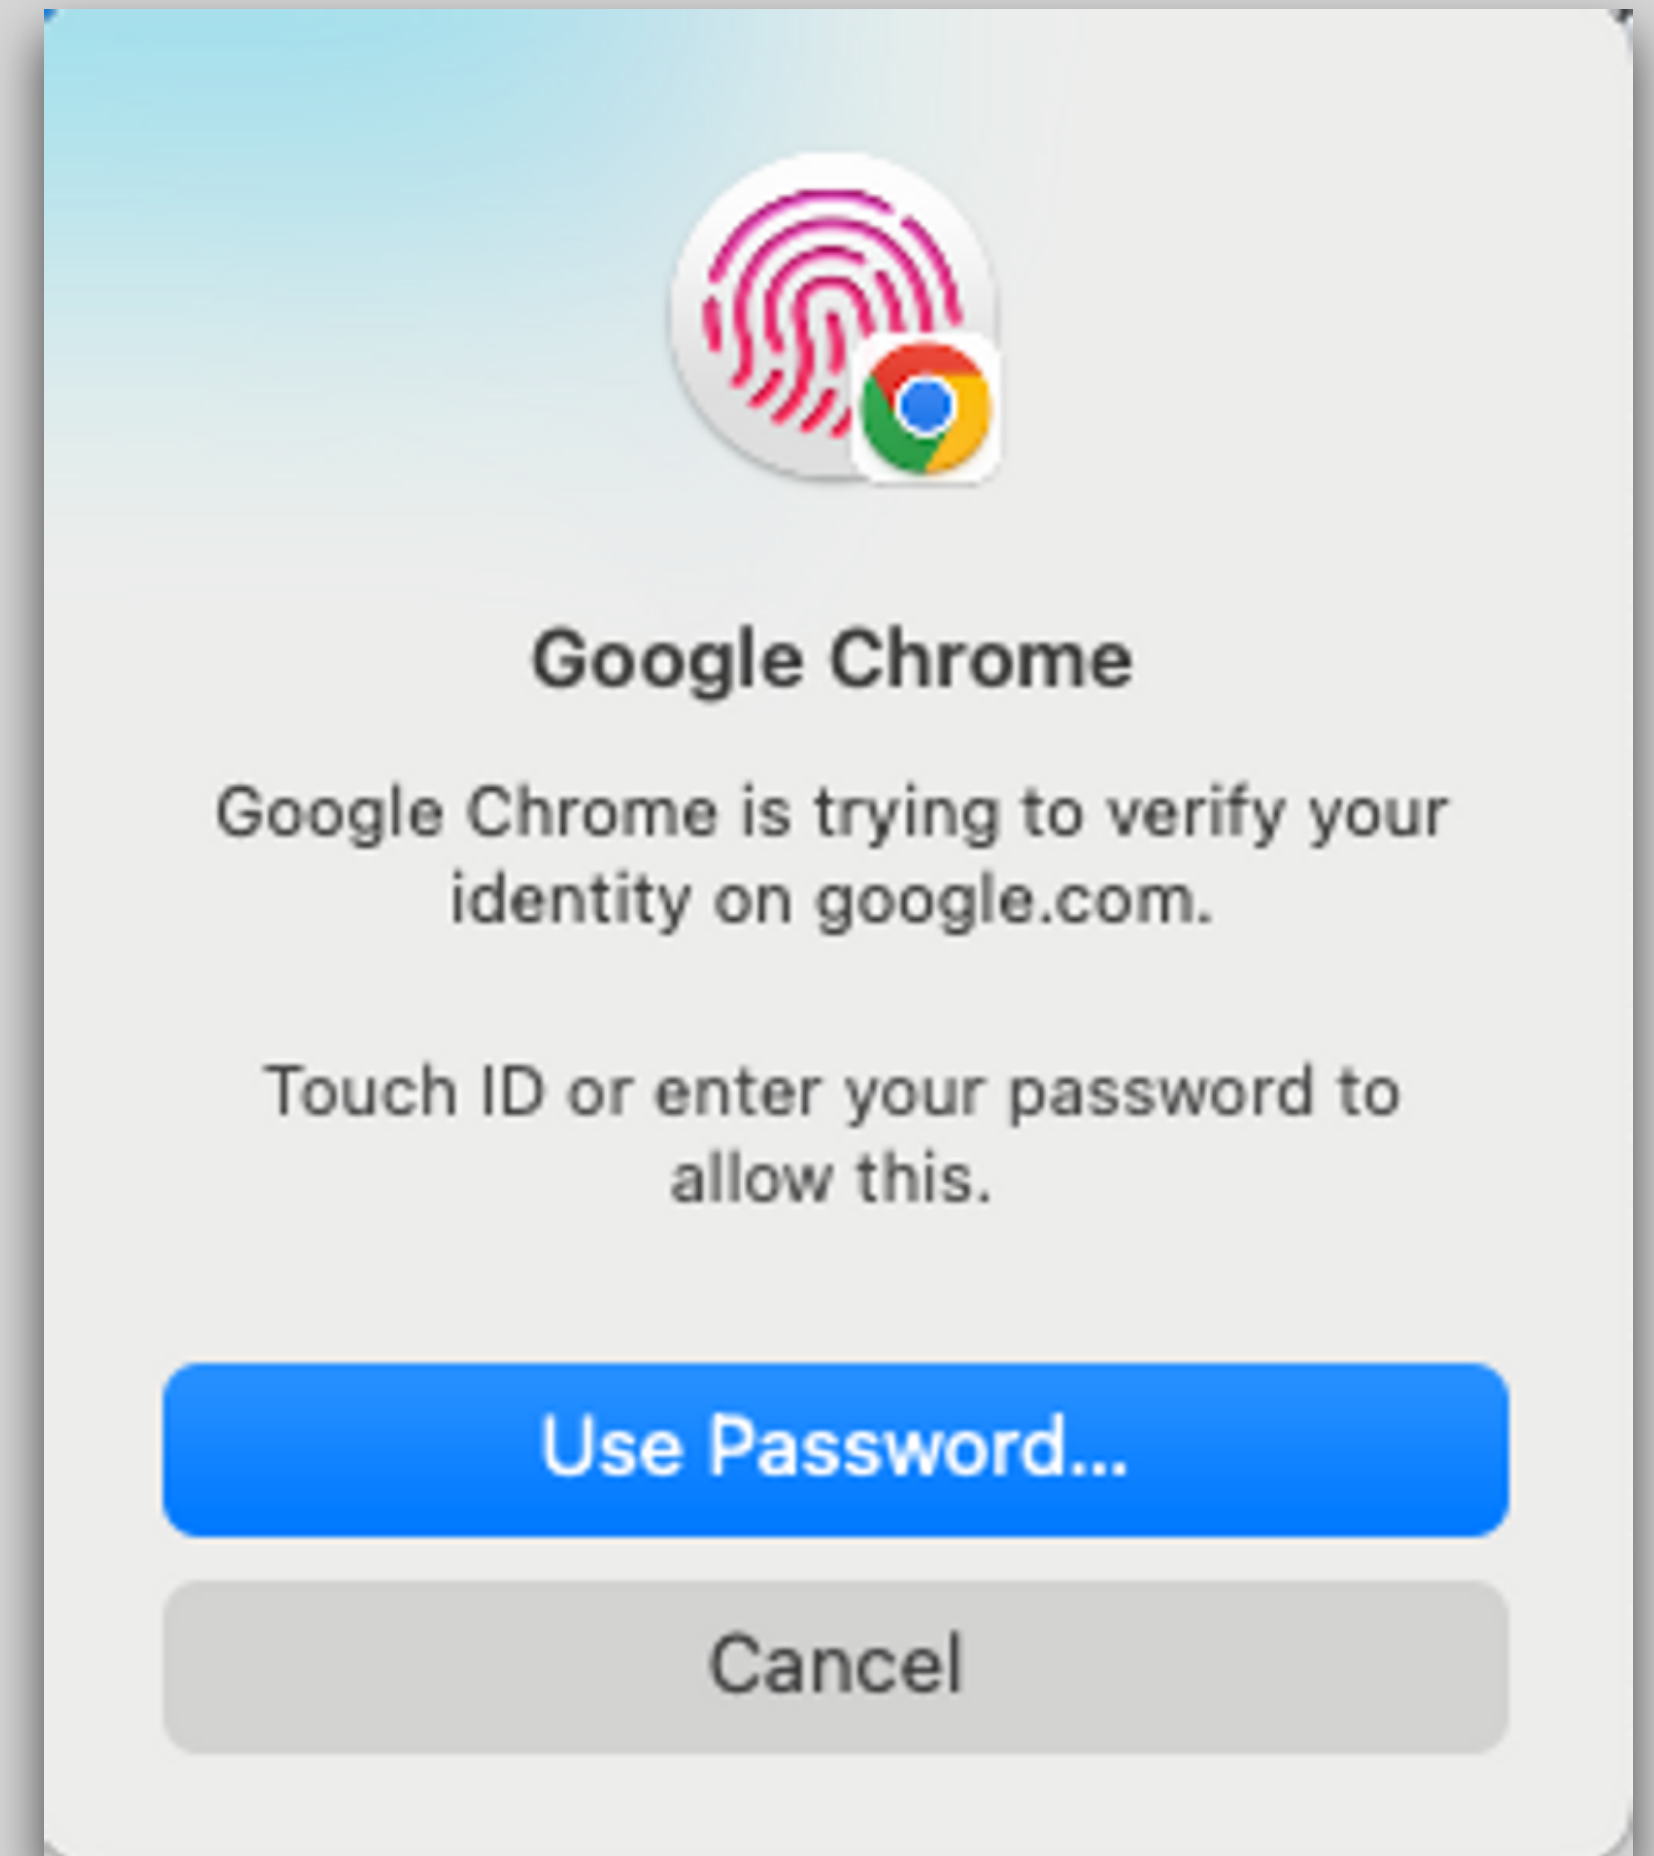 Google Chrome
Google Chrome is trying to verify your
identity on google.com.
Touch ID or enter your password to
allow this.
Use Password...
Cancel